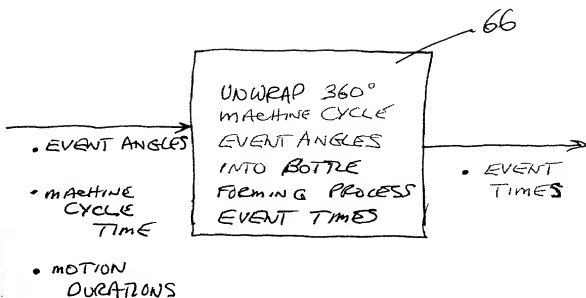 66
UNWRAP 360°
MACHINE CYCLE
EVENT ANGLES
INTO BOTTLE
FORMING PROCESS
EVENT TIMES
• EVENT ANGLES
• MACHINE
CYCLE
TIME
• MOTION
DURATIONS
• EVENT
TIMES